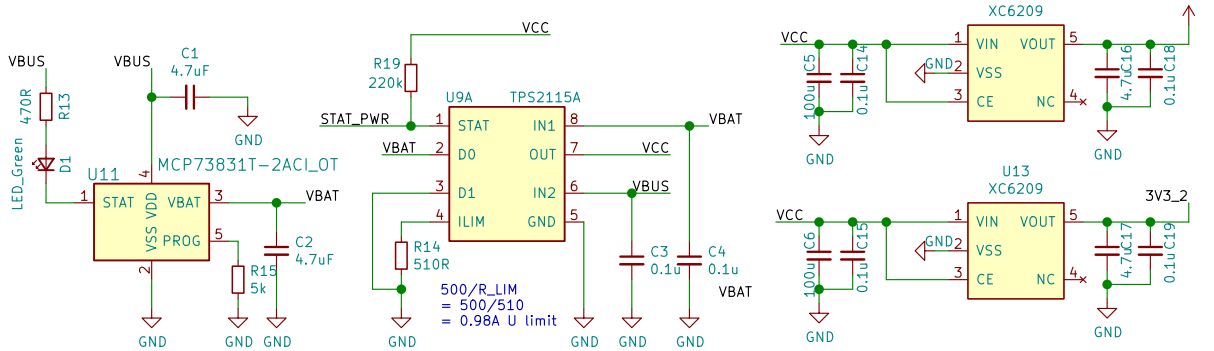 VBUS
470R
R13
LED_Green
D1
VBUS
C1
4.7uF
GND
MCP73831T-2ACI_OT
U11
4
1
STAT
VDD
VBAT
3
VBAT
VSS
PROG
5
2
R15
5k
C2
4.7uF
GND
GND
GND
VCC
R19
220k
U9A
TPS2115A
STAT_PWR
1
STAT
IN1
8
VBAT
VBAT
2
D0
OUT
7
VCC
3
D1
IN2
6
VBUS
4
ILIM
GND
5
R14
510R
GND
500/R_LIM
= 500/510
= 0.98A U limit
GND
C3
0.1u
GND
C4
0.1u
GND
VBAT
XC6209
VCC
100u
C5
0.1u
C14
GND
1
VIN
VOUT
5
GND
2
VSS
3
CE
NC
4
4.7u
C16
0.1u
C18
GND
U13
XC6209
VCC
100u
C6
0.1u
C15
GND
1
VIN
VOUT
5
3V3_2
GND
2
VSS
3
CE
NC
4
4.7u
C17
0.1u
C19
GND